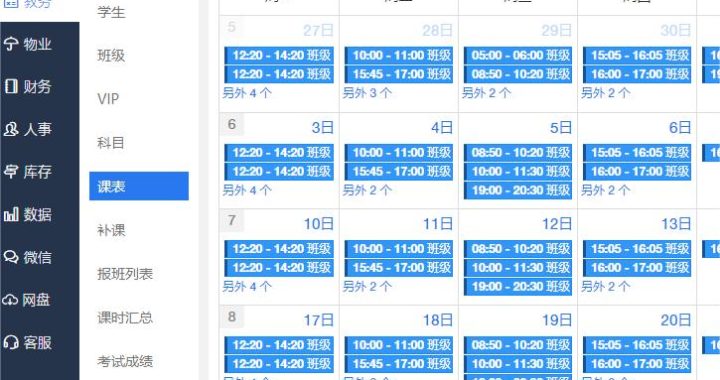 教务
物业
财务
人事
库存
数据
微信
网盘
客服
学生
班级
VIP
科目
课表
补课
报班列表
课时汇总
考试成绩
5 27日 28日 29日 30日
12:20 - 14:20 班级 10:00 - 11:00 班级 05:00 - 06:00 班级 15:05 - 16:05 班级
12:20 - 14:20 班级 15:45 - 17:00 班级 08:50 - 10:20 班级 16:00 - 17:00 班级
另外 4 个 另外 3 个 另外 2 个 另外 2 个
6 3日 4日 5日 6日
12:20 - 14:20 班级 10:00 - 11:00 班级 08:50 - 10:20 班级 15:05 - 16:05 班级
12:20 - 14:20 班级 15:45 - 17:00 班级 10:00 - 11:30 班级 16:00 - 17:00 班级
另外 4 个 另外 2 个 19:00 - 20:30 班级 另外 2 个
7 10日 11日 12日 13日
12:20 - 14:20 班级 10:00 - 11:00 班级 08:50 - 10:20 班级 15:05 - 16:05 班级
12:20 - 14:20 班级 15:45 - 17:00 班级 10:00 - 11:30 班级 16:00 - 17:00 班级
另外 4 个 另外 2 个 19:00 - 20:30 班级 另外 2 个
8 17日 18日 19日 20日
12:20 - 14:20 班级 10:00 - 11:00 班级 08:50 - 10:20 班级 15:05 - 16:05 班级
12:20 - 14:20 班级 15:45 - 17:00 班级 10:00 - 11:30 班级 16:00 - 17:00 班级